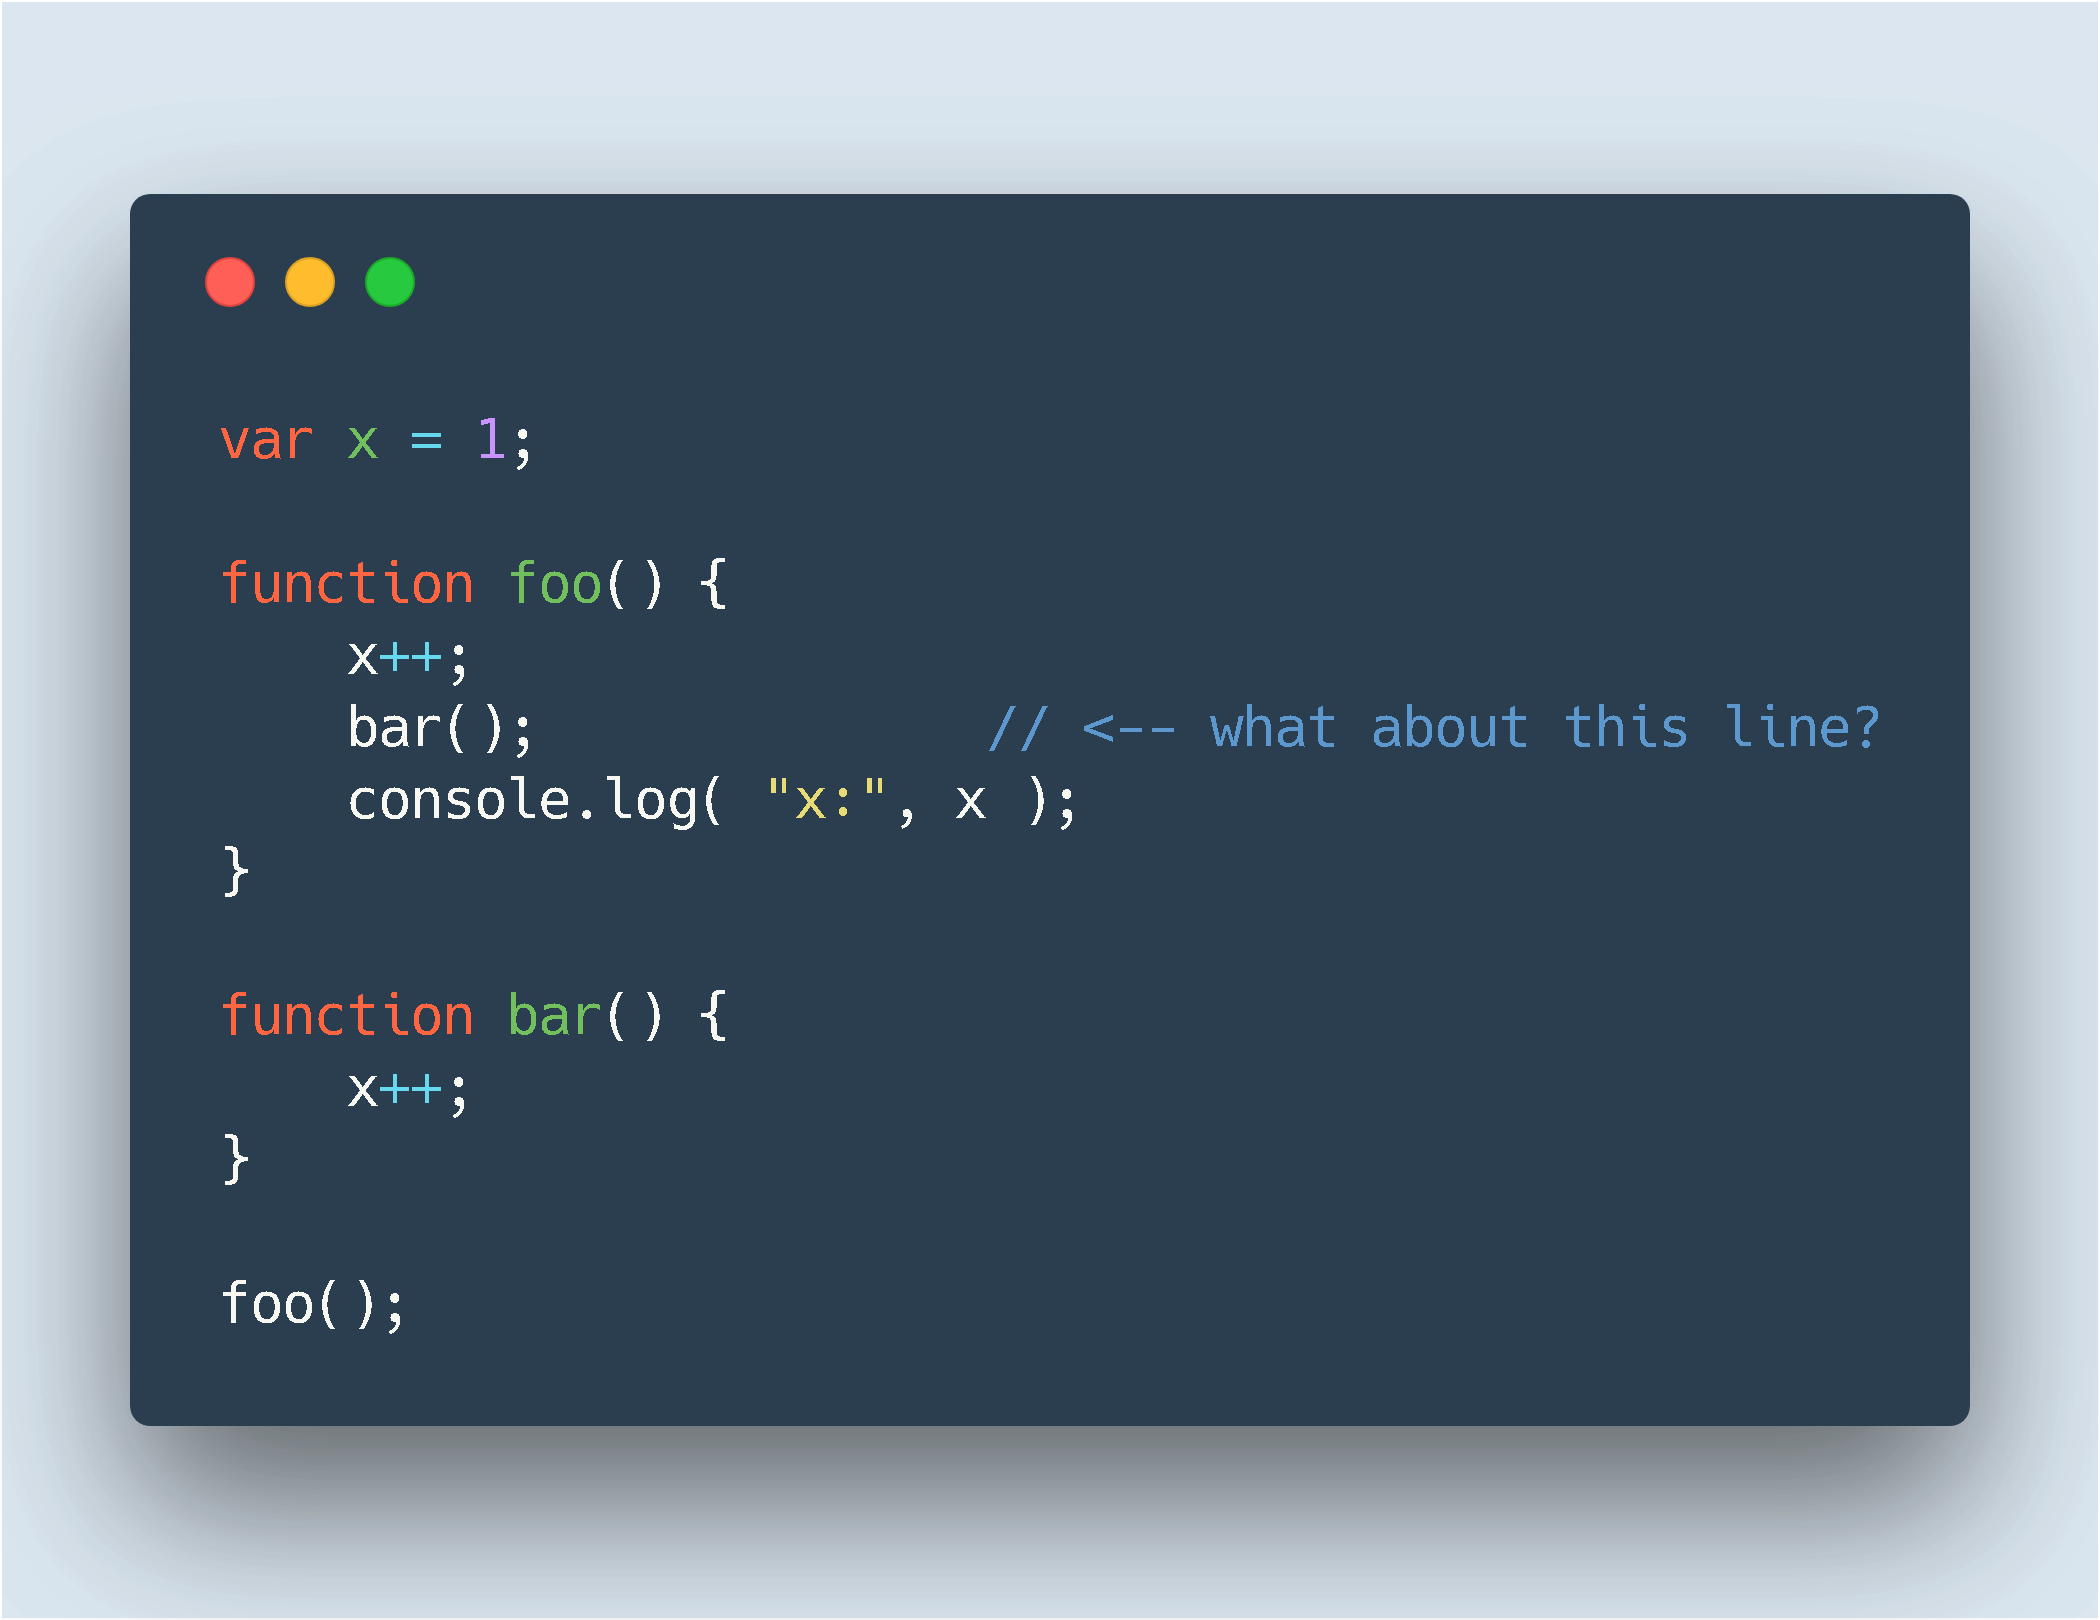 var x = 1;
function foo() {
    x++;
    bar();                // <-- what about this line?
    console.log( "x:", x );
}
function bar() {
    x++;
}
foo();